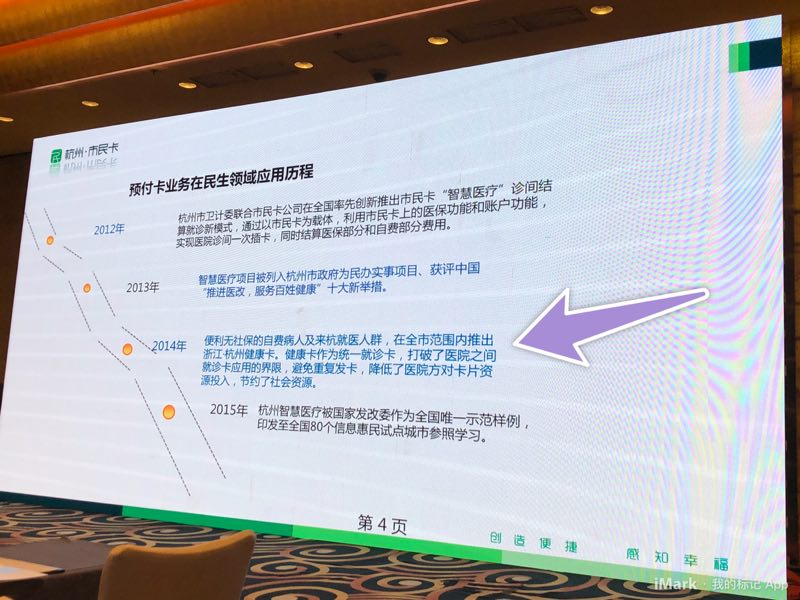 杭州·市民卡
预付卡业务在民生领域应用历程
2012年
杭州市卫计委联合市民卡公司在全国率先创新推出市民卡“智慧医疗”诊间结
算就诊新模式，通过以市民卡为载体，利用市民卡上的医保功能和账户功能，
实现医院诊间一次插卡，同时结算医保部分和自费部分费用。
2013年
智慧医疗项目被列入杭州市政府为民办实事项目、获评中国
“推进医改，服务百姓健康”十大新举措。
2014年
便利无社保的自费病人及来杭就医人群，在全市范围内推出
浙江·杭州健康卡。健康卡作为统一就诊卡，打破了医院之间
就诊卡应用的界限，避免重复发卡，降低了医院方对卡片资
源投入，节约了社会资源。
2015年
杭州智慧医疗被国家发改委作为全国唯一示范样例，
印发至全国80个信息惠民试点城市参照学习。
第4页
创造便捷 感知幸福
iMark · 我的标记 App